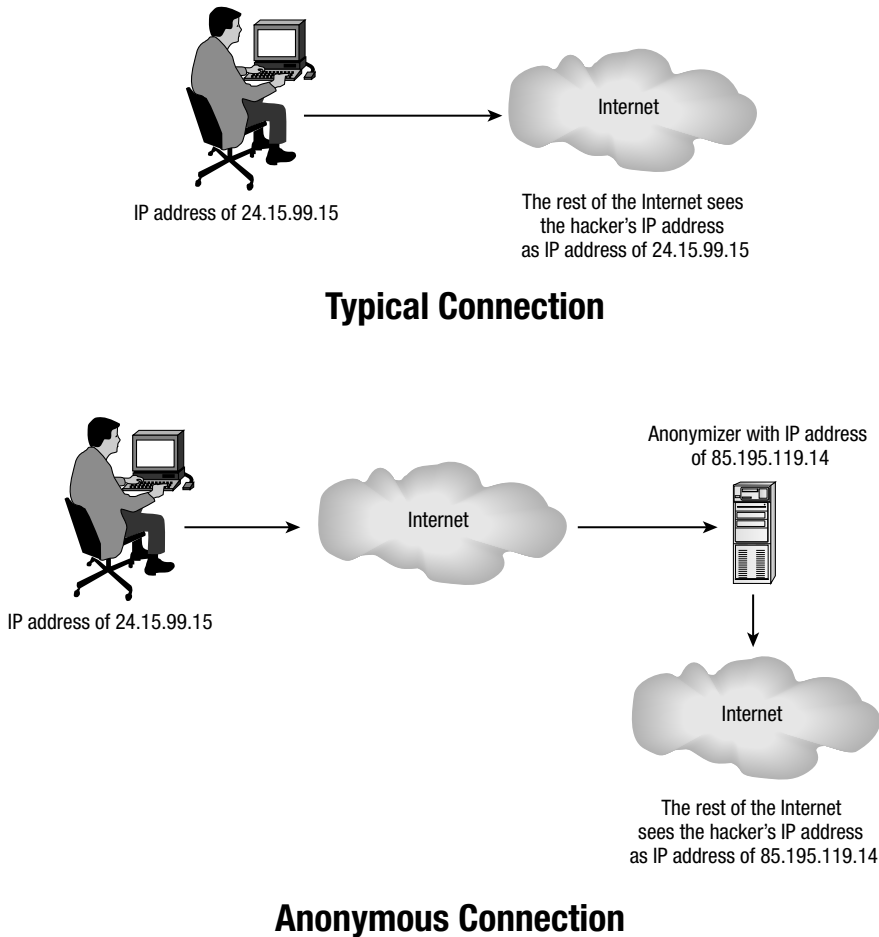 Internet
IP address of 24.15.99.15
The rest of the Internet sees
the hacker's IP address
as IP address of 24.15.99.15
Typical Connection
Anonymizer with IP address
of 85.195.119.14
Internet
IP address of 24.15.99.15
Internet
The rest of the Internet
sees the hacker's IP address
as IP address of 85.195.119.14
Anonymous Connection